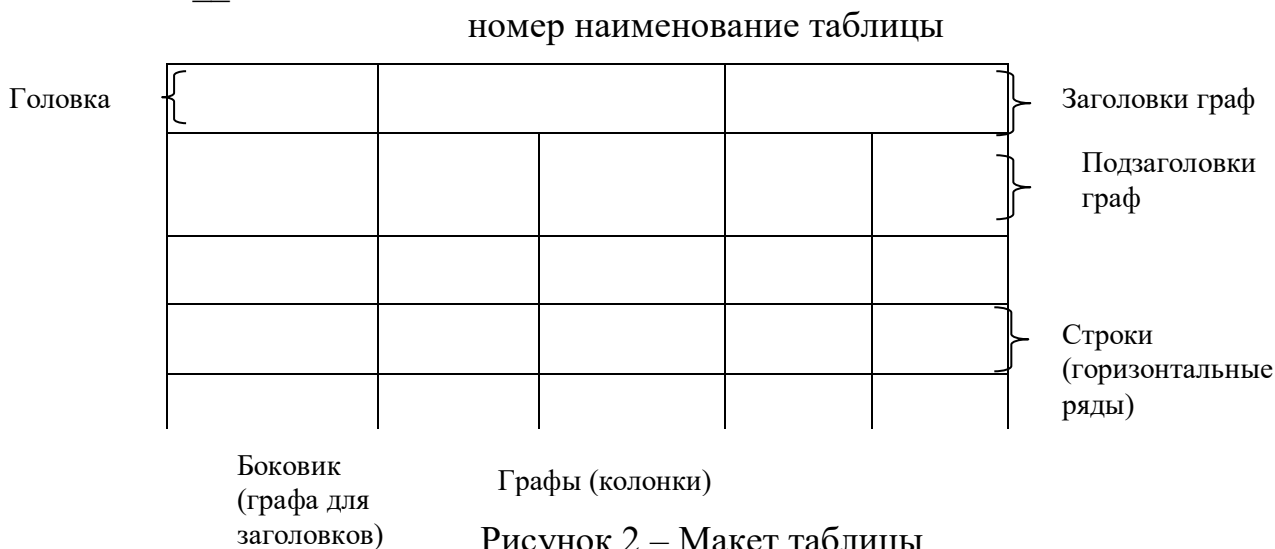 номер наименование таблицы
Головка
Заголовки граф
Подзаголовки
граф
Строки
(горизонтальные
ряды)
Боковик
(графа для
заголовков)
Графы (колонки)
Рисунок 2 – Макет таблицы